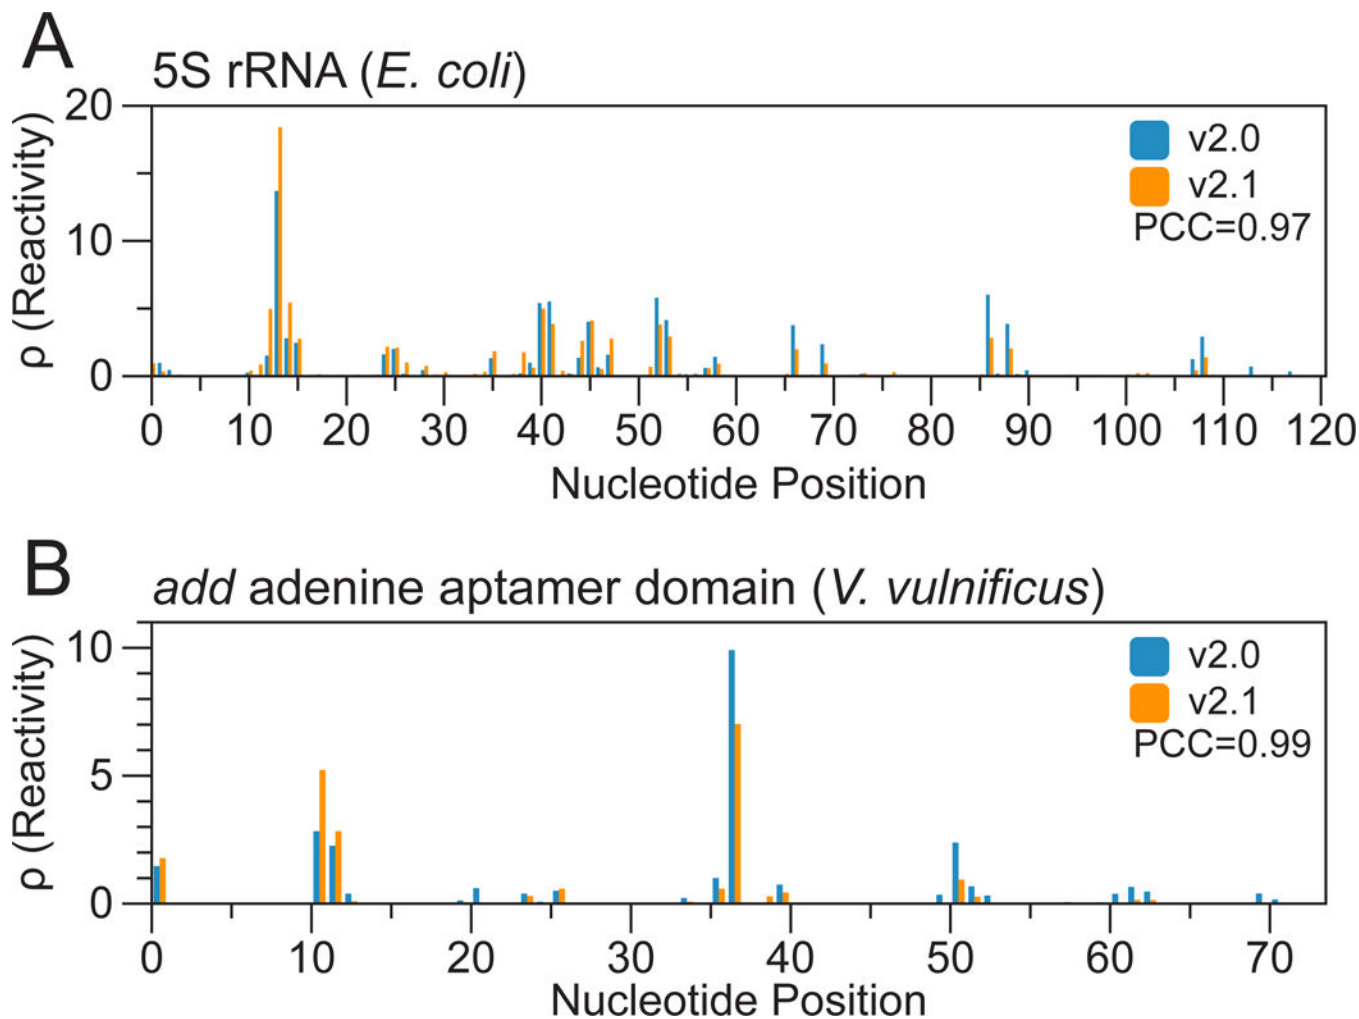 A
5S rRNA (E. coli)
20
10
0
ρ (Reactivity)
v2.0
v2.1
PCC=0.97
0 10 20 30 40 50 60 70 80 90 100 110 120
Nucleotide Position
B
add adenine aptamer domain (V. vulnificus)
10
5
0
ρ (Reactivity)
v2.0
v2.1
PCC=0.99
0 10 20 30 40 50 60 70
Nucleotide Position